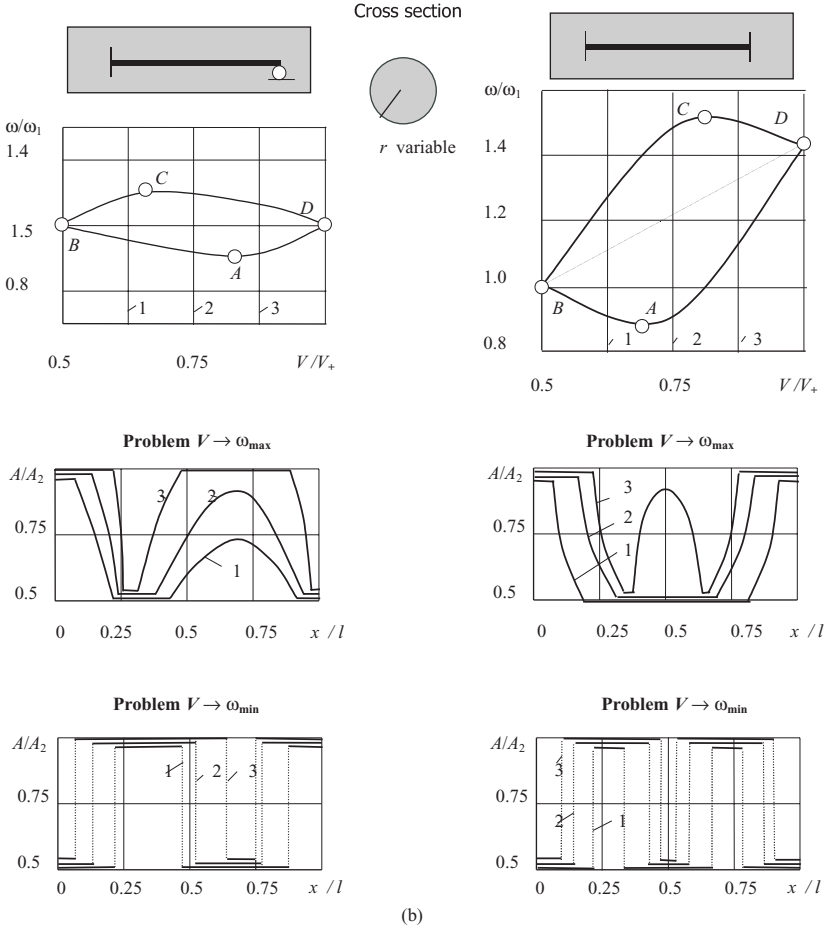 Cross section
r variable
ω/ω1
1.4
1.5
0.8
C
D
B
A
1
2
3
0.5
0.75
V/V+
ω/ω1
1.4
1.2
1.0
0.8
C
D
B
A
1
2
3
0.5
0.75
V/V+
Problem V → ωmax
A/A2
0.75
0.5
3
2
1
0
0.25
0.5
0.75
x / l
Problem V → ωmax
A/A2
0.75
0.5
3
2
1
0
0.25
0.5
0.75
x / l
Problem V → ωmin
A/A2
0.75
0.5
1
2
3
0
0.25
0.5
0.75
x / l
Problem V → ωmin
A/A2
0.75
0.5
3
2
1
0
0.25
0.5
0.75
x / l
(b)